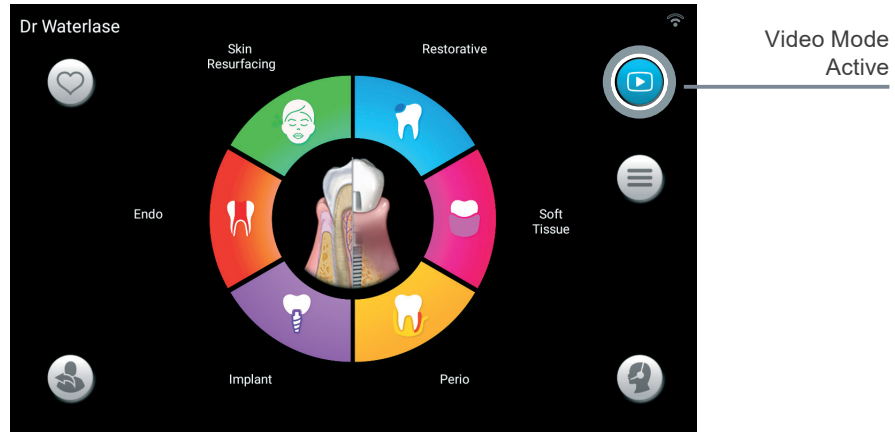 Dr Waterlase
Video Mode
Active
Skin
Resurfacing
Restorative
Endo
Soft
Tissue
Implant
Perio